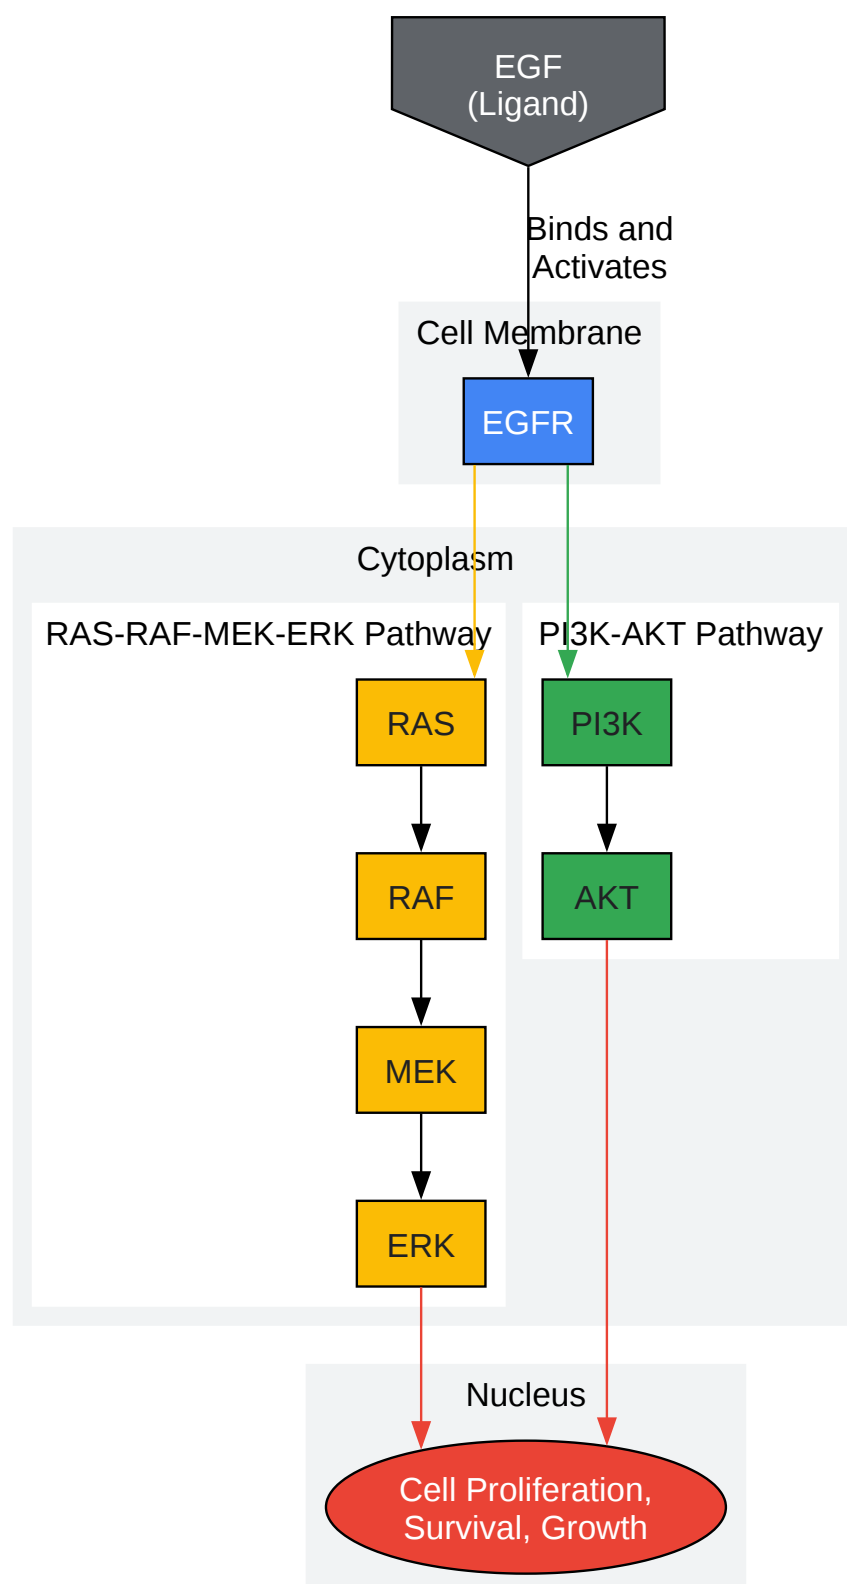 EGF
(Ligand)
Binds and
Activates
Cell Membrane
EGFR
Cytoplasm
RAS-RAF-MEK-ERK Pathway
PI3K-AKT Pathway
RAS
PI3K
RAF
AKT
MEK
ERK
Nucleus
Cell Proliferation,
Survival, Growth